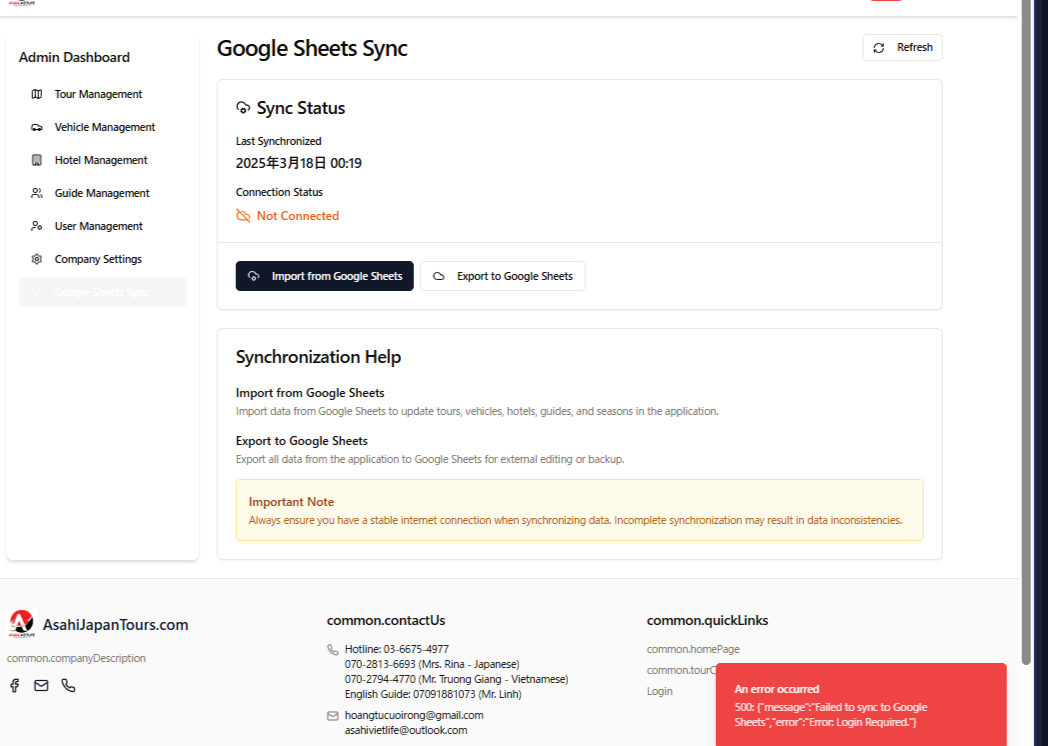 Admin Dashboard
Tour Management
Vehicle Management
Hotel Management
Guide Management
User Management
Company Settings
Google Sheets Sync
Google Sheets Sync
Refresh
Sync Status
Last Synchronized
2025年3月18日 00:19
Connection Status
Not Connected
Import from Google Sheets
Export to Google Sheets
Synchronization Help
Import from Google Sheets
Import data from Google Sheets to update tours, vehicles, hotels, guides, and seasons in the application.
Export to Google Sheets
Export all data from the application to Google Sheets for external editing or backup.
Important Note
Always ensure you have a stable internet connection when synchronizing data. Incomplete synchronization may result in data inconsistencies.
AsahiJapanTours.com
common.companyDescription
common.contactUs
Hotline: 03-6675-4977
070-2813-6693 (Mrs. Rina - Japanese)
070-2794-4770 (Mr. Truong Giang - Vietnamese)
English Guide: 07091881073 (Mr. Linh)
hoangtucuoirong@gmail.com
asahivietlife@outlook.com
common.quickLinks
common.homePage
common.tour
Login
An error occurred
500: {"message":"Failed to sync to Google
Sheets","error":"Error: Login Required."}